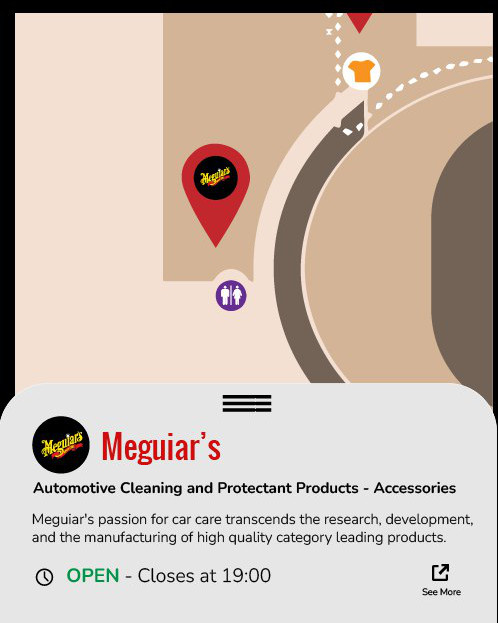 Meguiar's
Meguiar's
Meguiar's
Automotive Cleaning and Protectant Products - Accessories
Meguiar's passion for car care transcends the research, development,
and the manufacturing of high quality category leading products.
OPEN - Closes at 19:00
See More